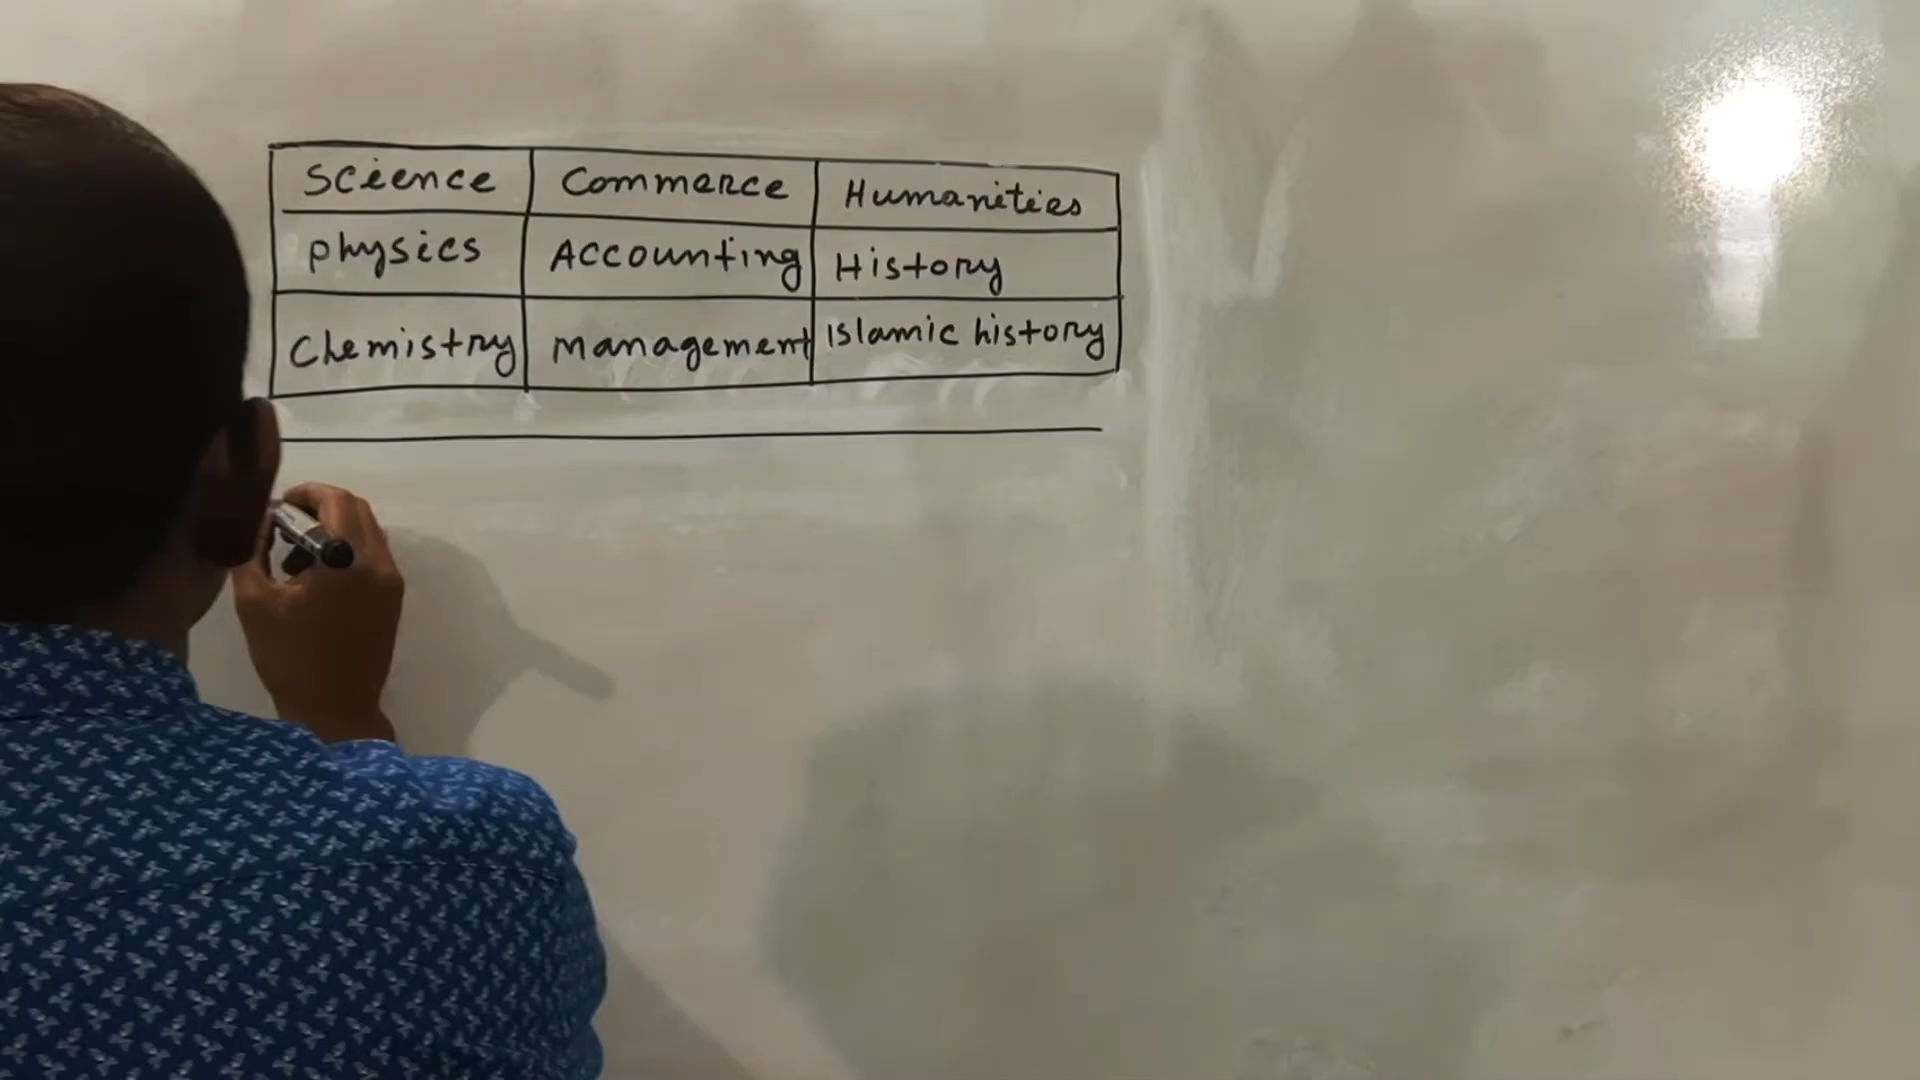 Science Commerce Humanities
Physics Accounting History
Chemistry Management Islamic history